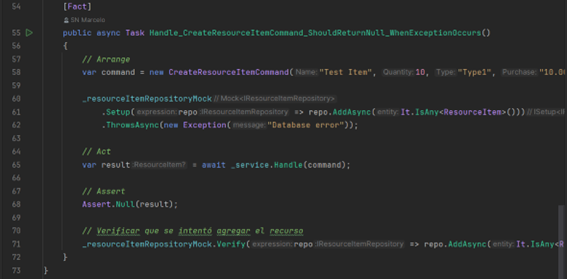 54 [Fact]
SN Marcelo
55 public async Task Handle_CreateResourceItemCommand_ShouldReturnNull_WhenExceptionOccurs()
56 {
57 // Arrange
58 var command = new CreateResourceItemCommand( Name: "Test Item", Quantity: 10, Type: "Type1", Purchase: "10.00
59
60 _resourceItemRepositoryMock // Mock<IResourceItemRepository>
61 .Setup( expression: repo :IResourceItemRepository => repo.AddAsync( entity: It.IsAny<ResourceItem>())) // ISetup<IR
62 .ThrowsAsync(new Exception( message: "Database error"));
63
64 // Act
65 var result :ResourceItem? = await _service.Handle(command);
66
67 // Assert
68 Assert.Null(result);
69
70 // Verificar que se intentó agregar el recurso
71 _resourceItemRepositoryMock.Verify( expression: repo :IResourceItemRepository => repo.AddAsync( entity: It.IsAny<R
72 }
73 }